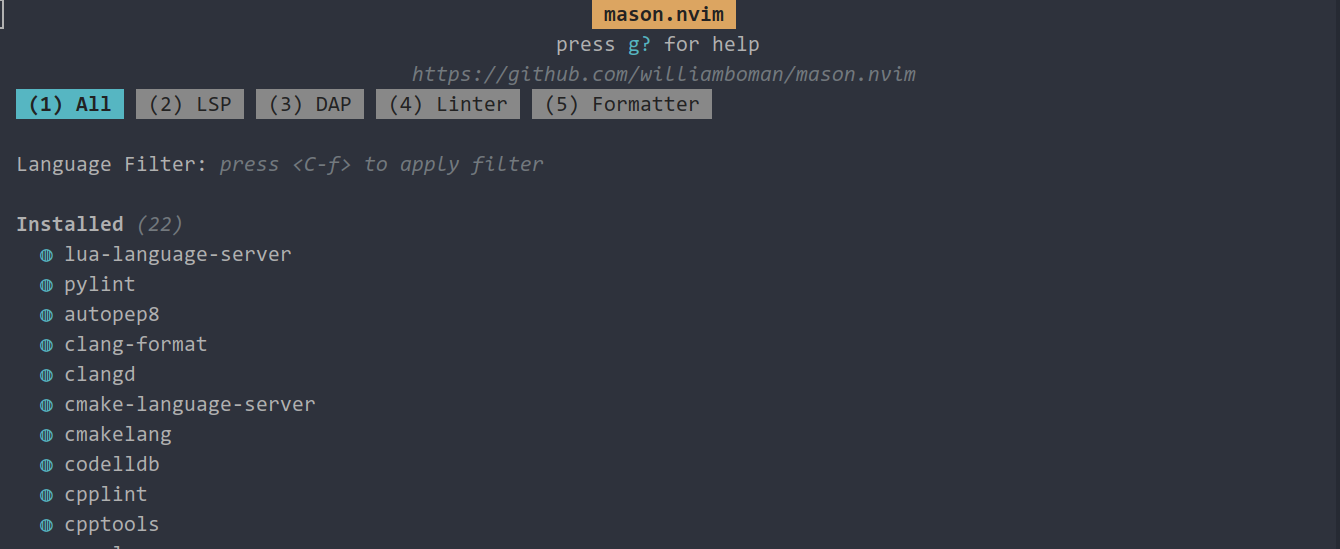 mason.nvim
press g? for help
https://github.com/williamboman/mason.nvim
(1) All (2) LSP (3) DAP (4) Linter (5) Formatter
Language Filter: press <C-f> to apply filter
Installed (22)
◍ lua-language-server
◍ pylint
◍ autopep8
◍ clang-format
◍ clangd
◍ cmake-language-server
◍ cmakelang
◍ codelldb
◍ cpplint
◍ cpptools